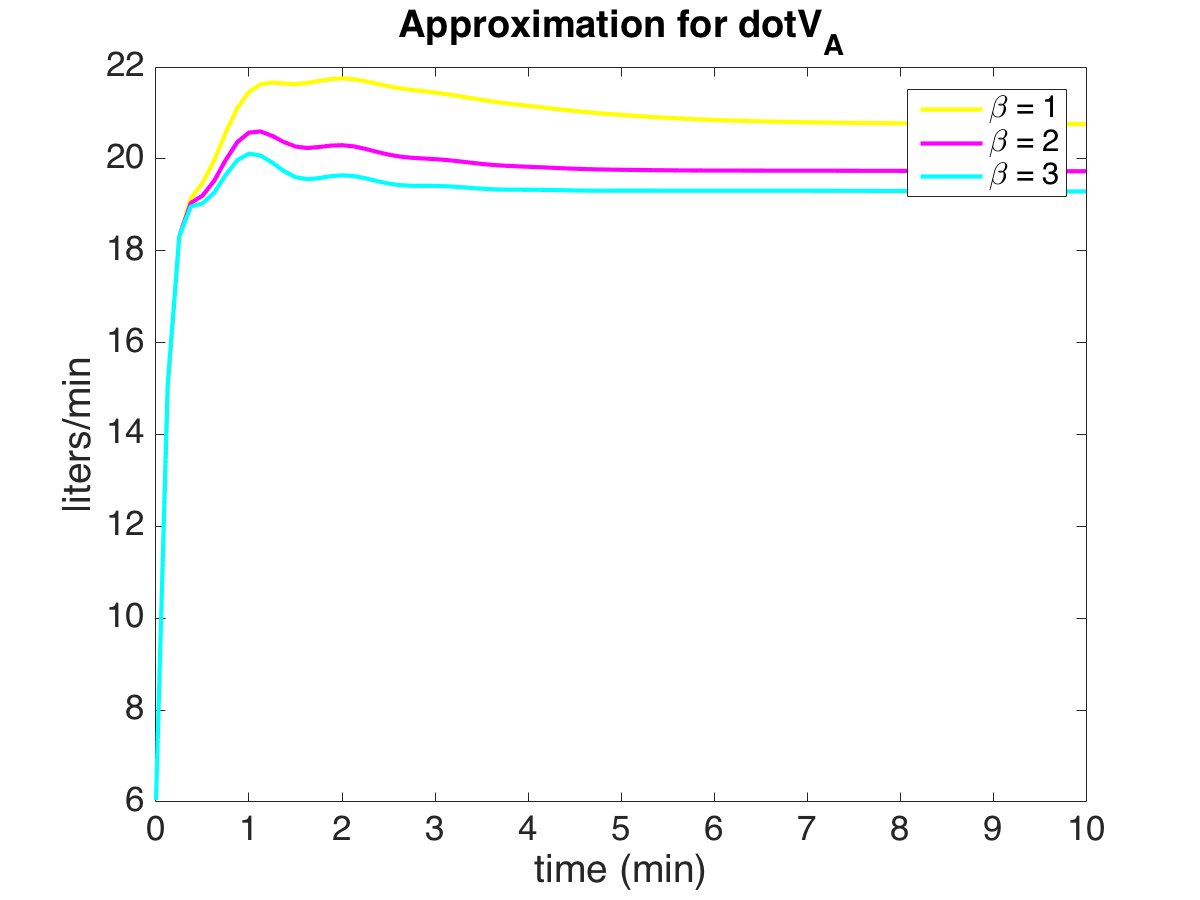 Approximation for dotV_A
22
20
18
16
14
12
10
8
6
liters/min
β = 1
β = 2
β = 3
0 1 2 3 4 5 6 7 8 9 10
time (min)